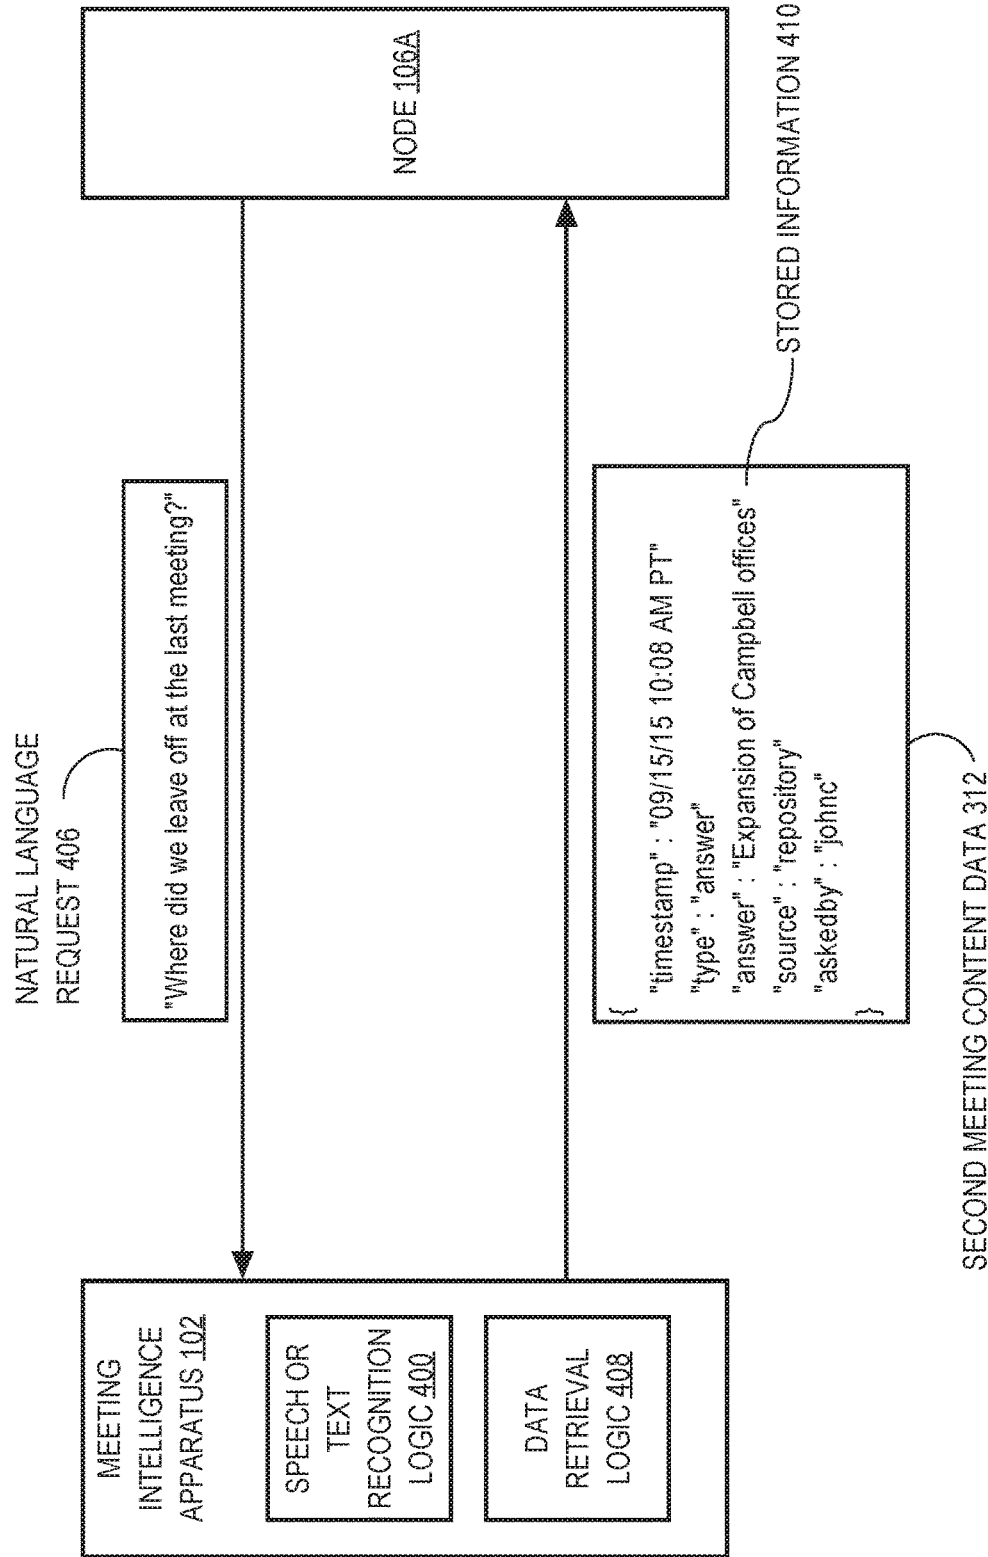 NATURAL LANGUAGE
REQUEST 406
"Where did we leave off at the last meeting?"
MEETING
INTELLIGENCE
APPARATUS 102
SPEECH OR
TEXT
RECOGNITION
LOGIC 400
DATA
RETRIEVAL
LOGIC 408
NODE 106A
{
"timestamp" : "09/15/15 10:08 AM PT"
"type" : "answer"
"answer" : "Expansion of Campbell offices"
"source" : "repository"
"askedby" : "johnc"
}
STORED INFORMATION 410
SECOND MEETING CONTENT DATA 312